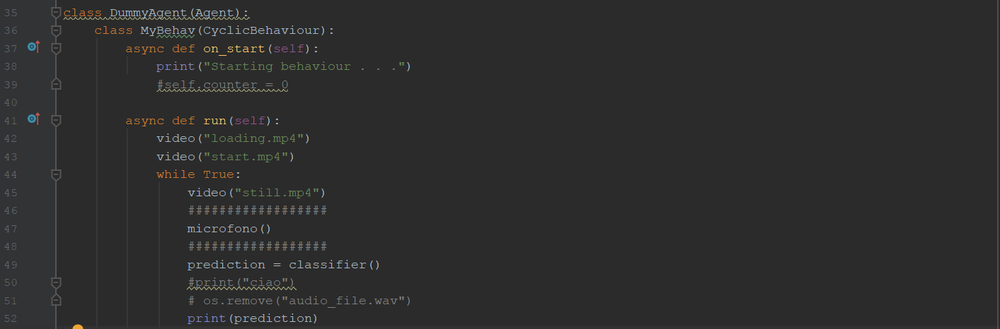 35 class DummyAgent(Agent):
36     class MyBehav(CyclicBehaviour):
37         async def on_start(self):
38             print("Starting behaviour . . .")
39             #self.counter = 0
40
41         async def run(self):
42             video("loading.mp4")
43             video("start.mp4")
44             while True:
45                 video("still.mp4")
46                 ##################
47                 microfono()
48                 ##################
49                 prediction = classifier()
50                 #print("ciao")
51                 # os.remove("audio_file.wav")
52                 print(prediction)